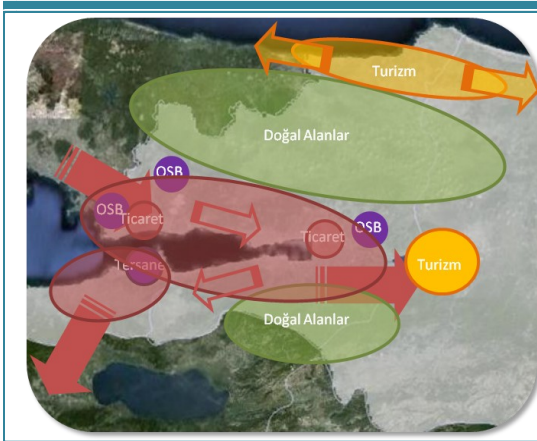 Turizm
Doğal Alanlar
OSB
OSB
Ticaret
OSB
Ticaret
Tersane
Turizm
Doğal Alanlar